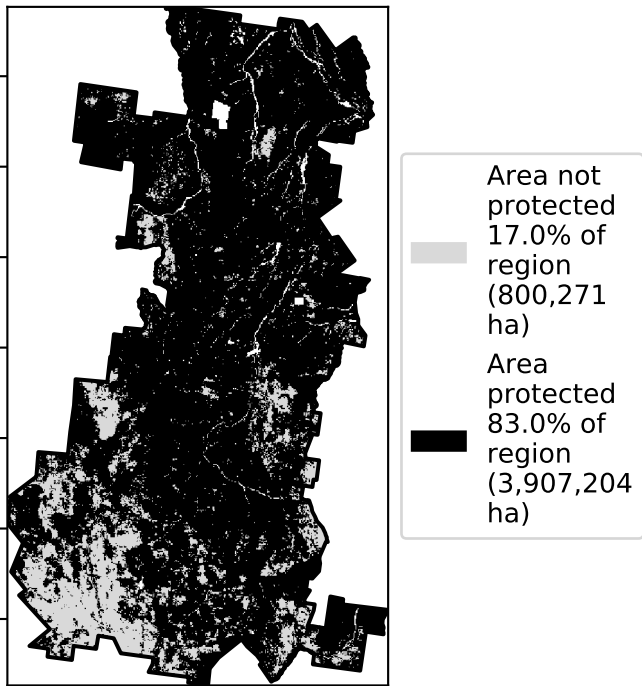 Area not
protected
17.0% of
region
(800,271
ha)
Area
protected
83.0% of
region
(3,907,204
ha)